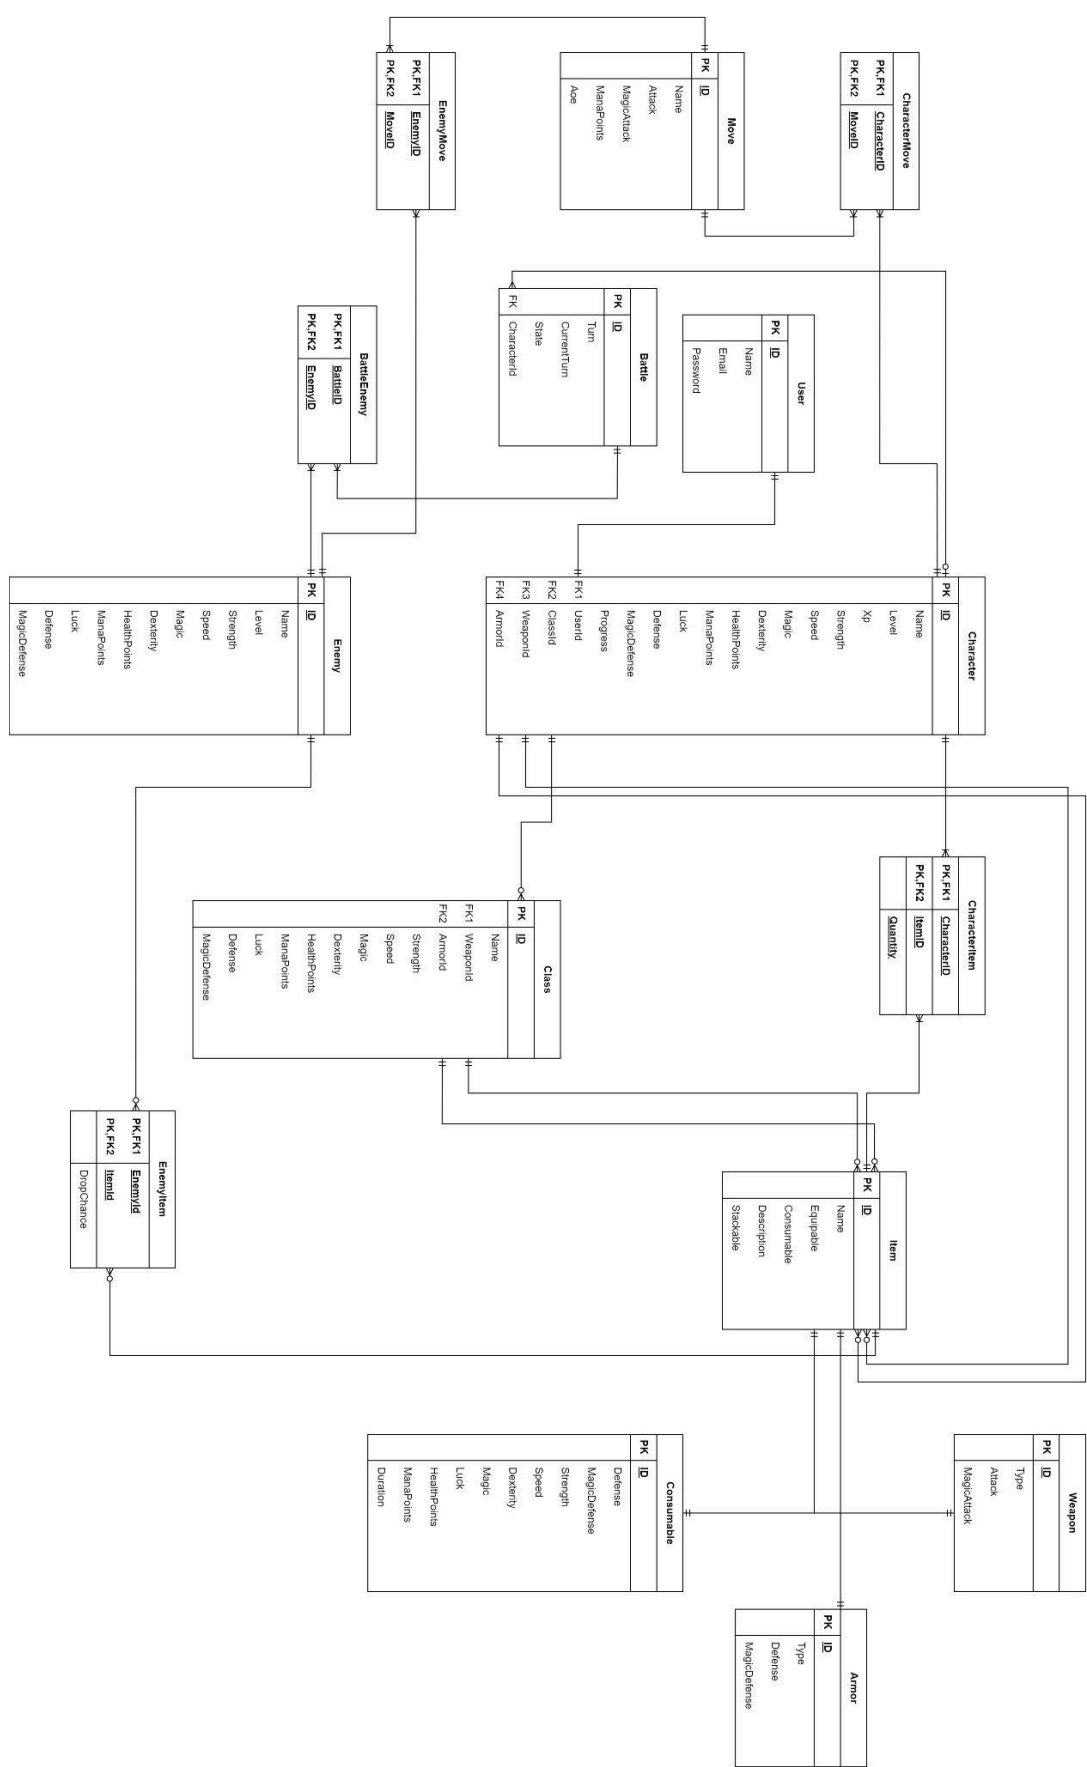 CharacterMove
PK,FK1 CharacterID
PK,FK2 MoveID
Move
PK ID
Name
Attack
MagicAttack
ManaPoints
Aoe
EnemyMove
PK,FK1 EnemyID
PK,FK2 MoveID
User
PK ID
Name
Email
Password
Battle
PK ID
Turn
CurrentTurn
State
FK CharacterId
BattleEnemy
PK,FK1 BattleID
PK,FK2 EnemyID
Character
PK ID
Name
Level
Xp
Strength
Speed
Magic
Dexterity
HealthPoints
ManaPoints
Luck
Defense
MagicDefense
Progress
FK1 UserId
FK2 ClassId
FK3 WeaponId
FK4 ArmorId
Enemy
PK ID
Name
Level
Strength
Speed
Magic
Dexterity
HealthPoints
ManaPoints
Luck
Defense
MagicDefense
CharacterItem
PK,FK1 CharacterID
PK,FK2 ItemID
Quantity
Class
PK ID
Name
FK1 WeaponId
FK2 ArmorId
Strength
Speed
Magic
Dexterity
HealthPoints
ManaPoints
Luck
Defense
MagicDefense
EnemyItem
PK,FK1 EnemyId
PK,FK2 ItemId
DropChance
Item
PK ID
Name
Equipable
Consumable
Description
Stackable
Weapon
PK ID
Type
Attack
MagicAttack
Consumable
PK ID
Defense
MagicDefense
Strength
Speed
Dexterity
Magic
Luck
HealthPoints
ManaPoints
Duration
Armor
PK ID
Type
Defense
MagicDefense